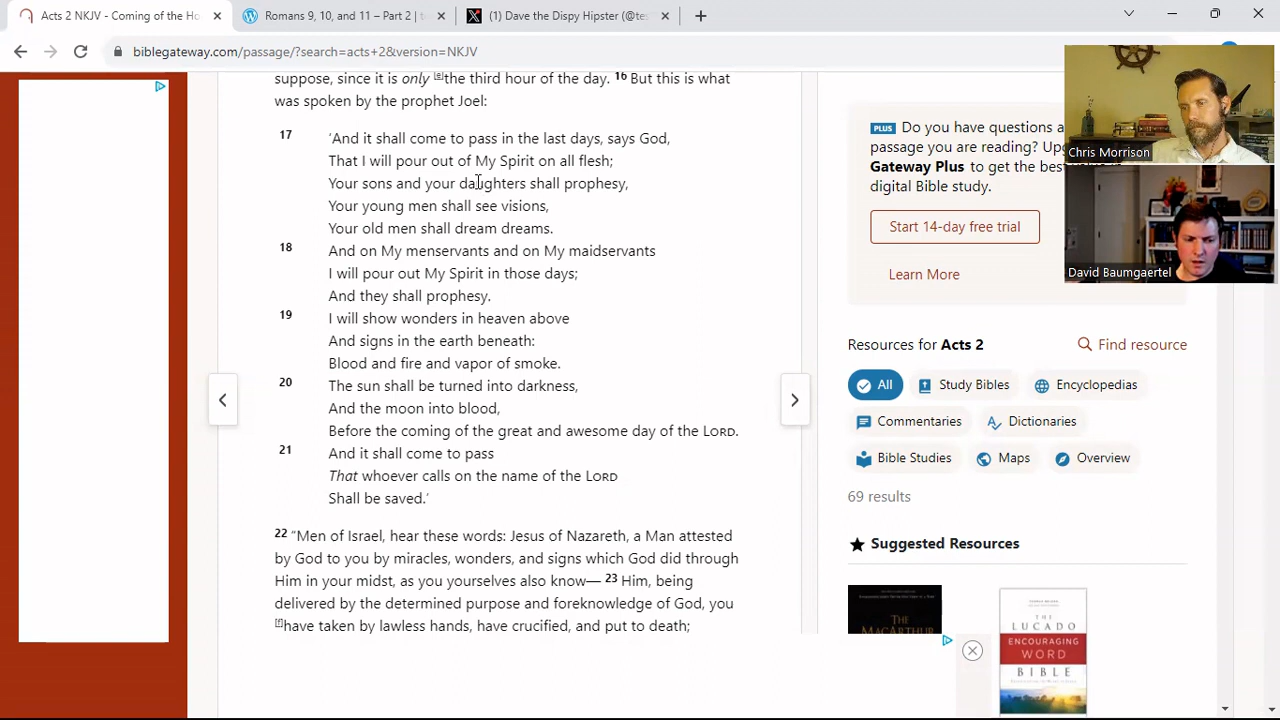 Acts 2 NKJV - Coming of the Ho
Romans 9, 10, and 11 – Part 2 |
(1) Dave the Dispy Hipster (@tes
biblegateway.com/passage/?search=acts+2&version=NKJV
suppose, since it is only the third hour of the day. 16 But this is what
was spoken by the prophet Joel:
17 'And it shall come to pass in the last days, says God,
That I will pour out of My Spirit on all flesh;
Your sons and your daughters shall prophesy,
Your young men shall see visions,
Your old men shall dream dreams.
18 And on My menservants and on My maidservants
I will pour out My Spirit in those days;
And they shall prophesy.
19 I will show wonders in heaven above
And signs in the earth beneath:
Blood and fire and vapor of smoke.
20 The sun shall be turned into darkness,
And the moon into blood,
Before the coming of the great and awesome day of the LORD.
21 And it shall come to pass
That whoever calls on the name of the LORD
Shall be saved.'
22 “Men of Israel, hear these words: Jesus of Nazareth, a Man attested
by God to you by miracles, wonders, and signs which God did through
Him in your midst, as you yourselves also know— 23 Him, being
delivered by the determined purpose and foreknowledge of God, you
have taken by lawless hands, have crucified, and put to death;
PLUS Do you have questions a
passage you are reading? Up
Gateway Plus to get the bes
digital Bible study.
Start 14-day free trial
Learn More
Resources for Acts 2
Find resource
All
Study Bibles
Encyclopedias
Commentaries
Dictionaries
Bible Studies
Maps
Overview
69 results
Suggested Resources
THE
MACARTHUR
THE
LUCADO
ENCOURAGING
WORD
BIBLE
Chris Morrison
David Baumgaertel